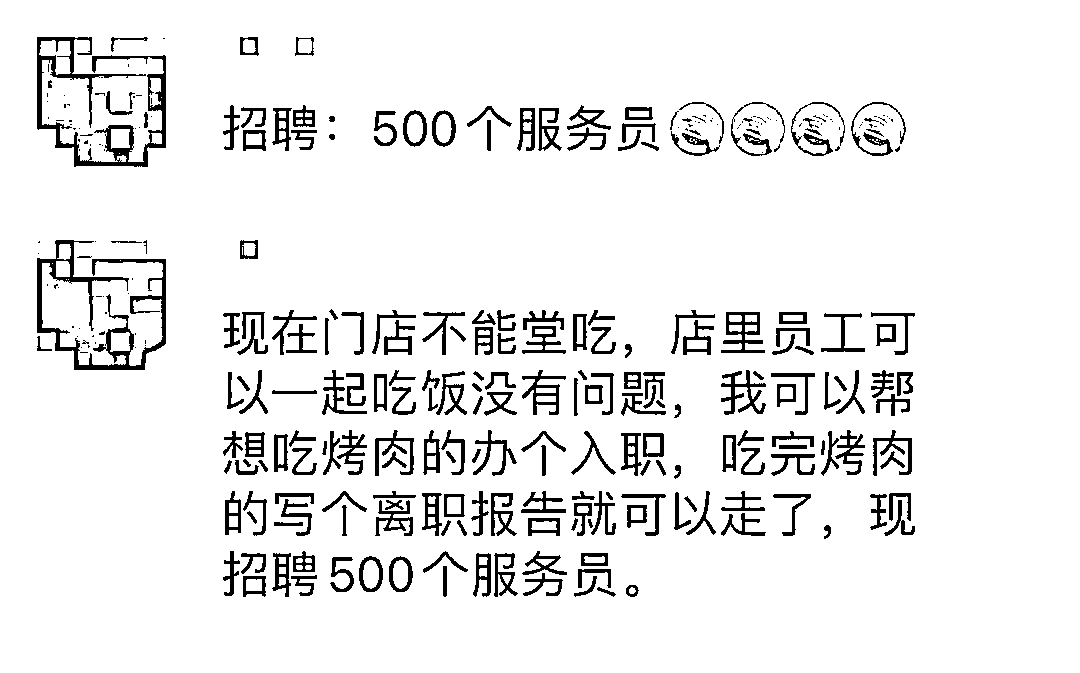 招聘：500个服务员
现在门店不能堂吃，店里员工可
以一起吃饭没有问题，我可以帮
想吃烤肉的办个入职，吃完烤肉
的写个离职报告就可以走了，现
招聘500个服务员。